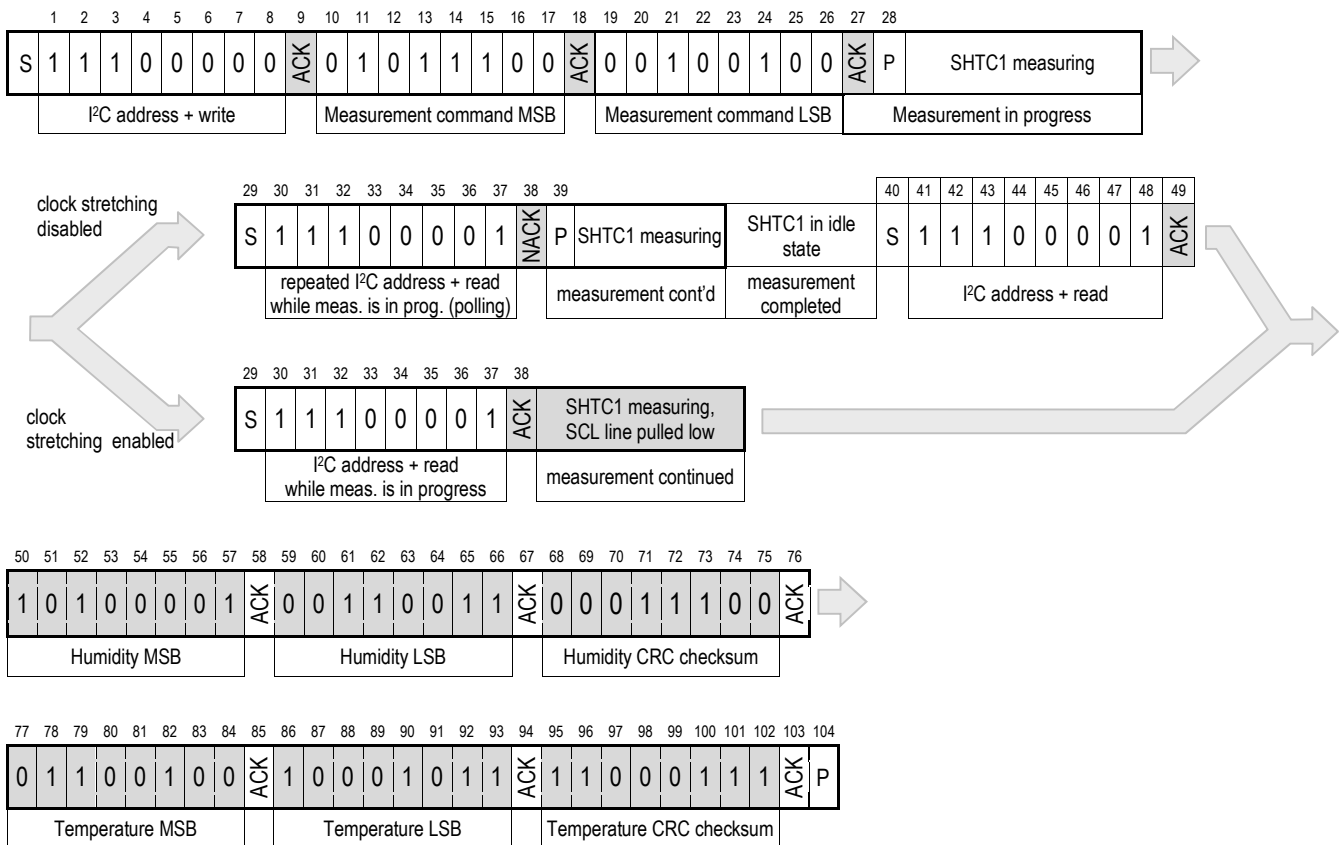 1 2 3 4 5 6 7 8 9 10 11 12 13 14 15 16 17 18 19 20 21 22 23 24 25 26 27 28
S 1 1 1 0 0 0 0 0 ACK 0 1 0 1 1 1 0 0 ACK 0 0 1 0 0 1 0 0 ACK P SHTC1 measuring
I²C address + write Measurement command MSB Measurement command LSB Measurement in progress
clock stretching
disabled
29 30 31 32 33 34 35 36 37 38 39 40 41 42 43 44 45 46 47 48 49
S 1 1 1 0 0 0 0 1 NACK P SHTC1 measuring SHTC1 in idle
state S 1 1 1 0 0 0 0 1 ACK
repeated I²C address + read
while meas. is in prog. (polling)
measurement cont'd
measurement
completed
I²C address + read
clock
stretching enabled
29 30 31 32 33 34 35 36 37 38
S 1 1 1 0 0 0 0 1 ACK SHTC1 measuring,
SCL line pulled low
I²C address + read
while meas. is in progress
measurement continued
50 51 52 53 54 55 56 57 58 59 60 61 62 63 64 65 66 67 68 69 70 71 72 73 74 75 76
1 0 1 0 0 0 0 1 ACK 0 0 1 1 0 0 1 1 ACK 0 0 0 1 1 1 0 0 ACK
Humidity MSB Humidity LSB Humidity CRC checksum
77 78 79 80 81 82 83 84 85 86 87 88 89 90 91 92 93 94 95 96 97 98 99 100 101 102 103 104
0 1 1 0 0 1 0 0 ACK 1 0 0 0 1 0 1 1 ACK 1 1 0 0 0 1 1 1 ACK P
Temperature MSB Temperature LSB Temperature CRC checksum